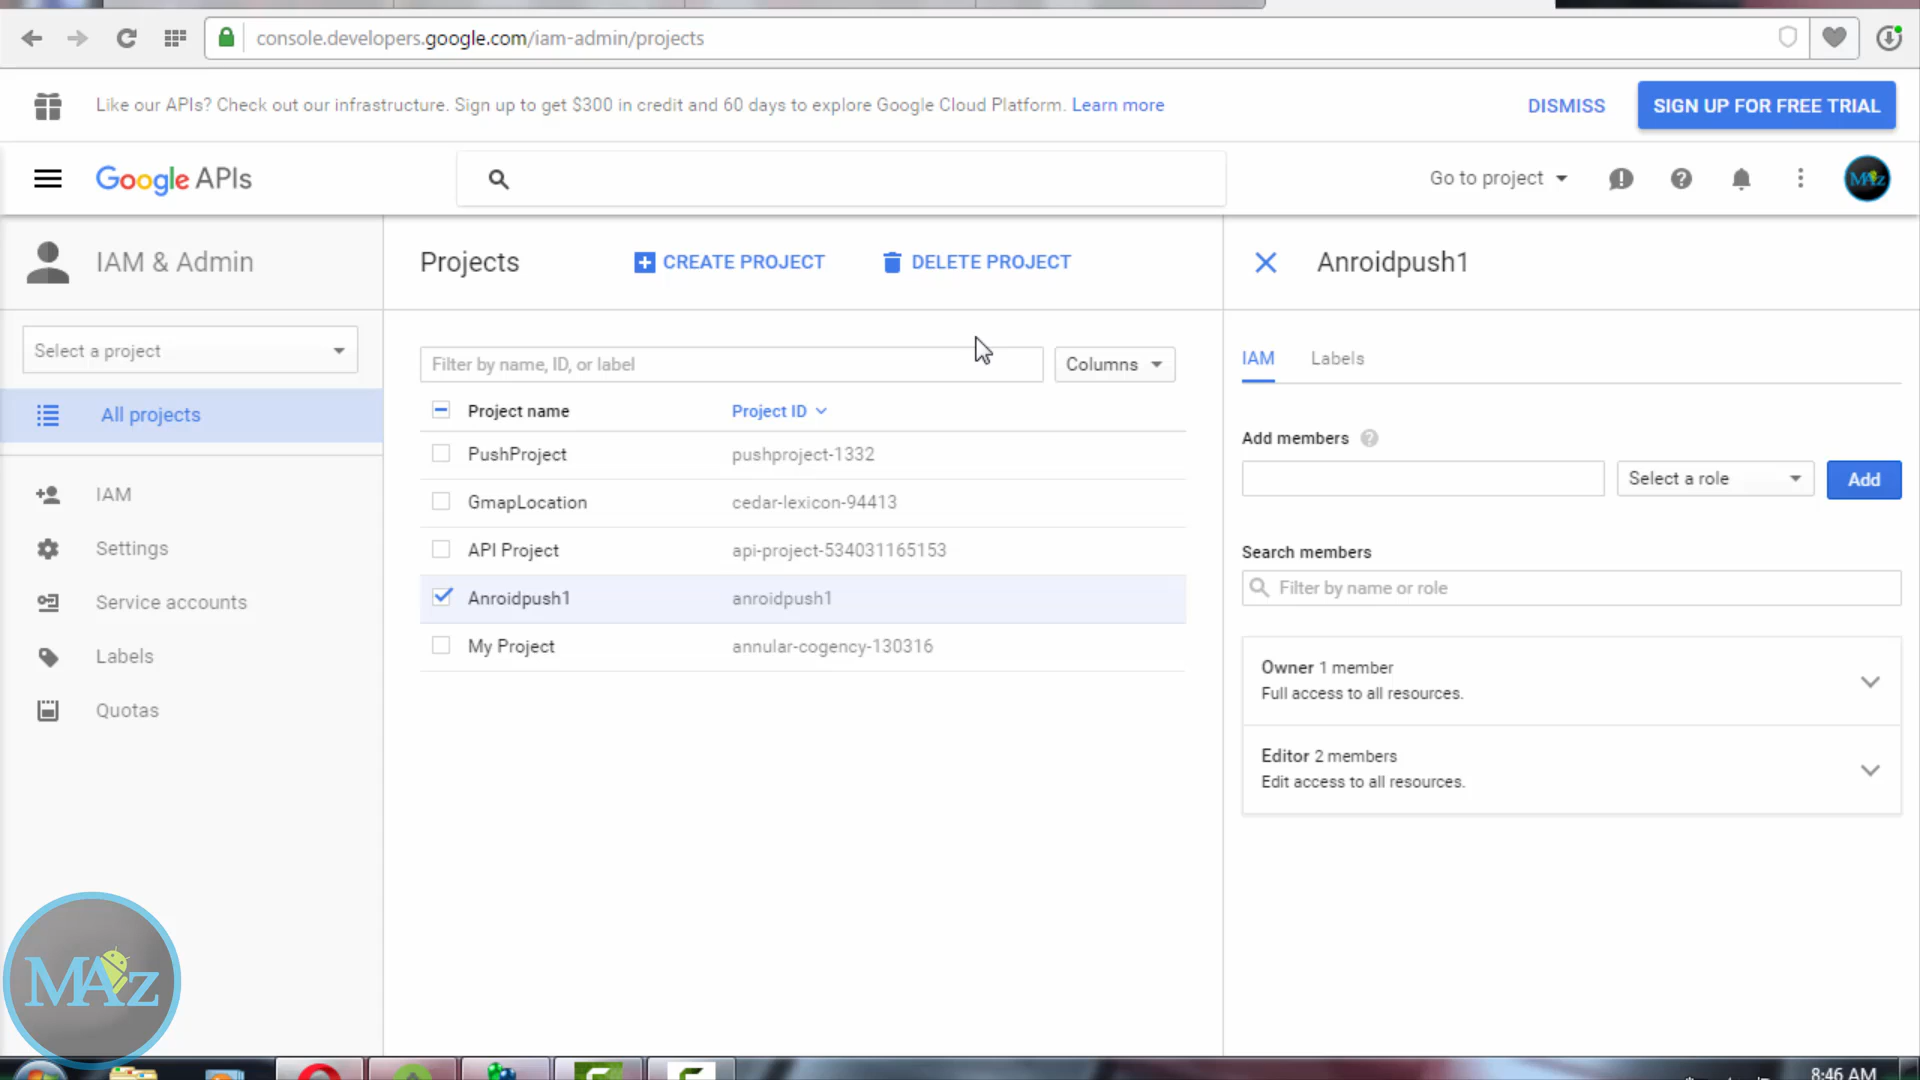 console.developers.google.com/iam-admin/projects
Like our APIs? Check out our infrastructure. Sign up to get $300 in credit and 60 days to explore Google Cloud Platform. Learn more
DISMISS
SIGN UP FOR FREE TRIAL
Google APIs
Go to project
MAz
IAM & Admin
Projects
CREATE PROJECT
DELETE PROJECT
Anroidpush1
Select a project
All projects
IAM
Settings
Service accounts
Labels
Quotas
Filter by name, ID, or label
Columns
Project name Project ID
PushProject pushproject-1332
GmapLocation cedar-lexicon-94413
API Project api-project-534031165153
Anroidpush1 anroidpush1
My Project annular-cogency-130316
IAM Labels
Add members
Select a role
Add
Search members
Filter by name or role
Owner 1 member
Full access to all resources.
Editor 2 members
Edit access to all resources.
MAz
8:46 AM